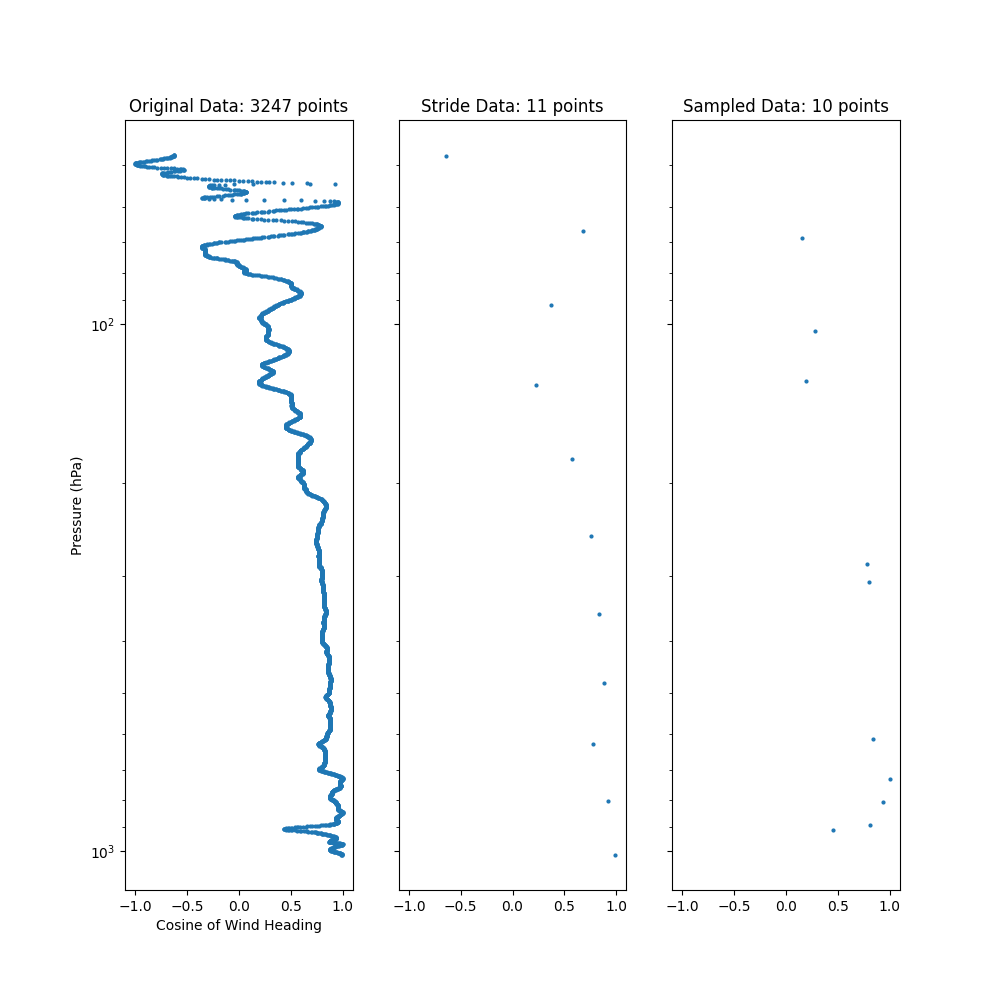 Original Data: 3247 points
Stride Data: 11 points
Sampled Data: 10 points
Pressure (hPa)
10²
10³
−1.0 −0.5 0.0 0.5 1.0
−1.0 −0.5 0.0 0.5 1.0
−1.0 −0.5 0.0 0.5 1.0
Cosine of Wind Heading